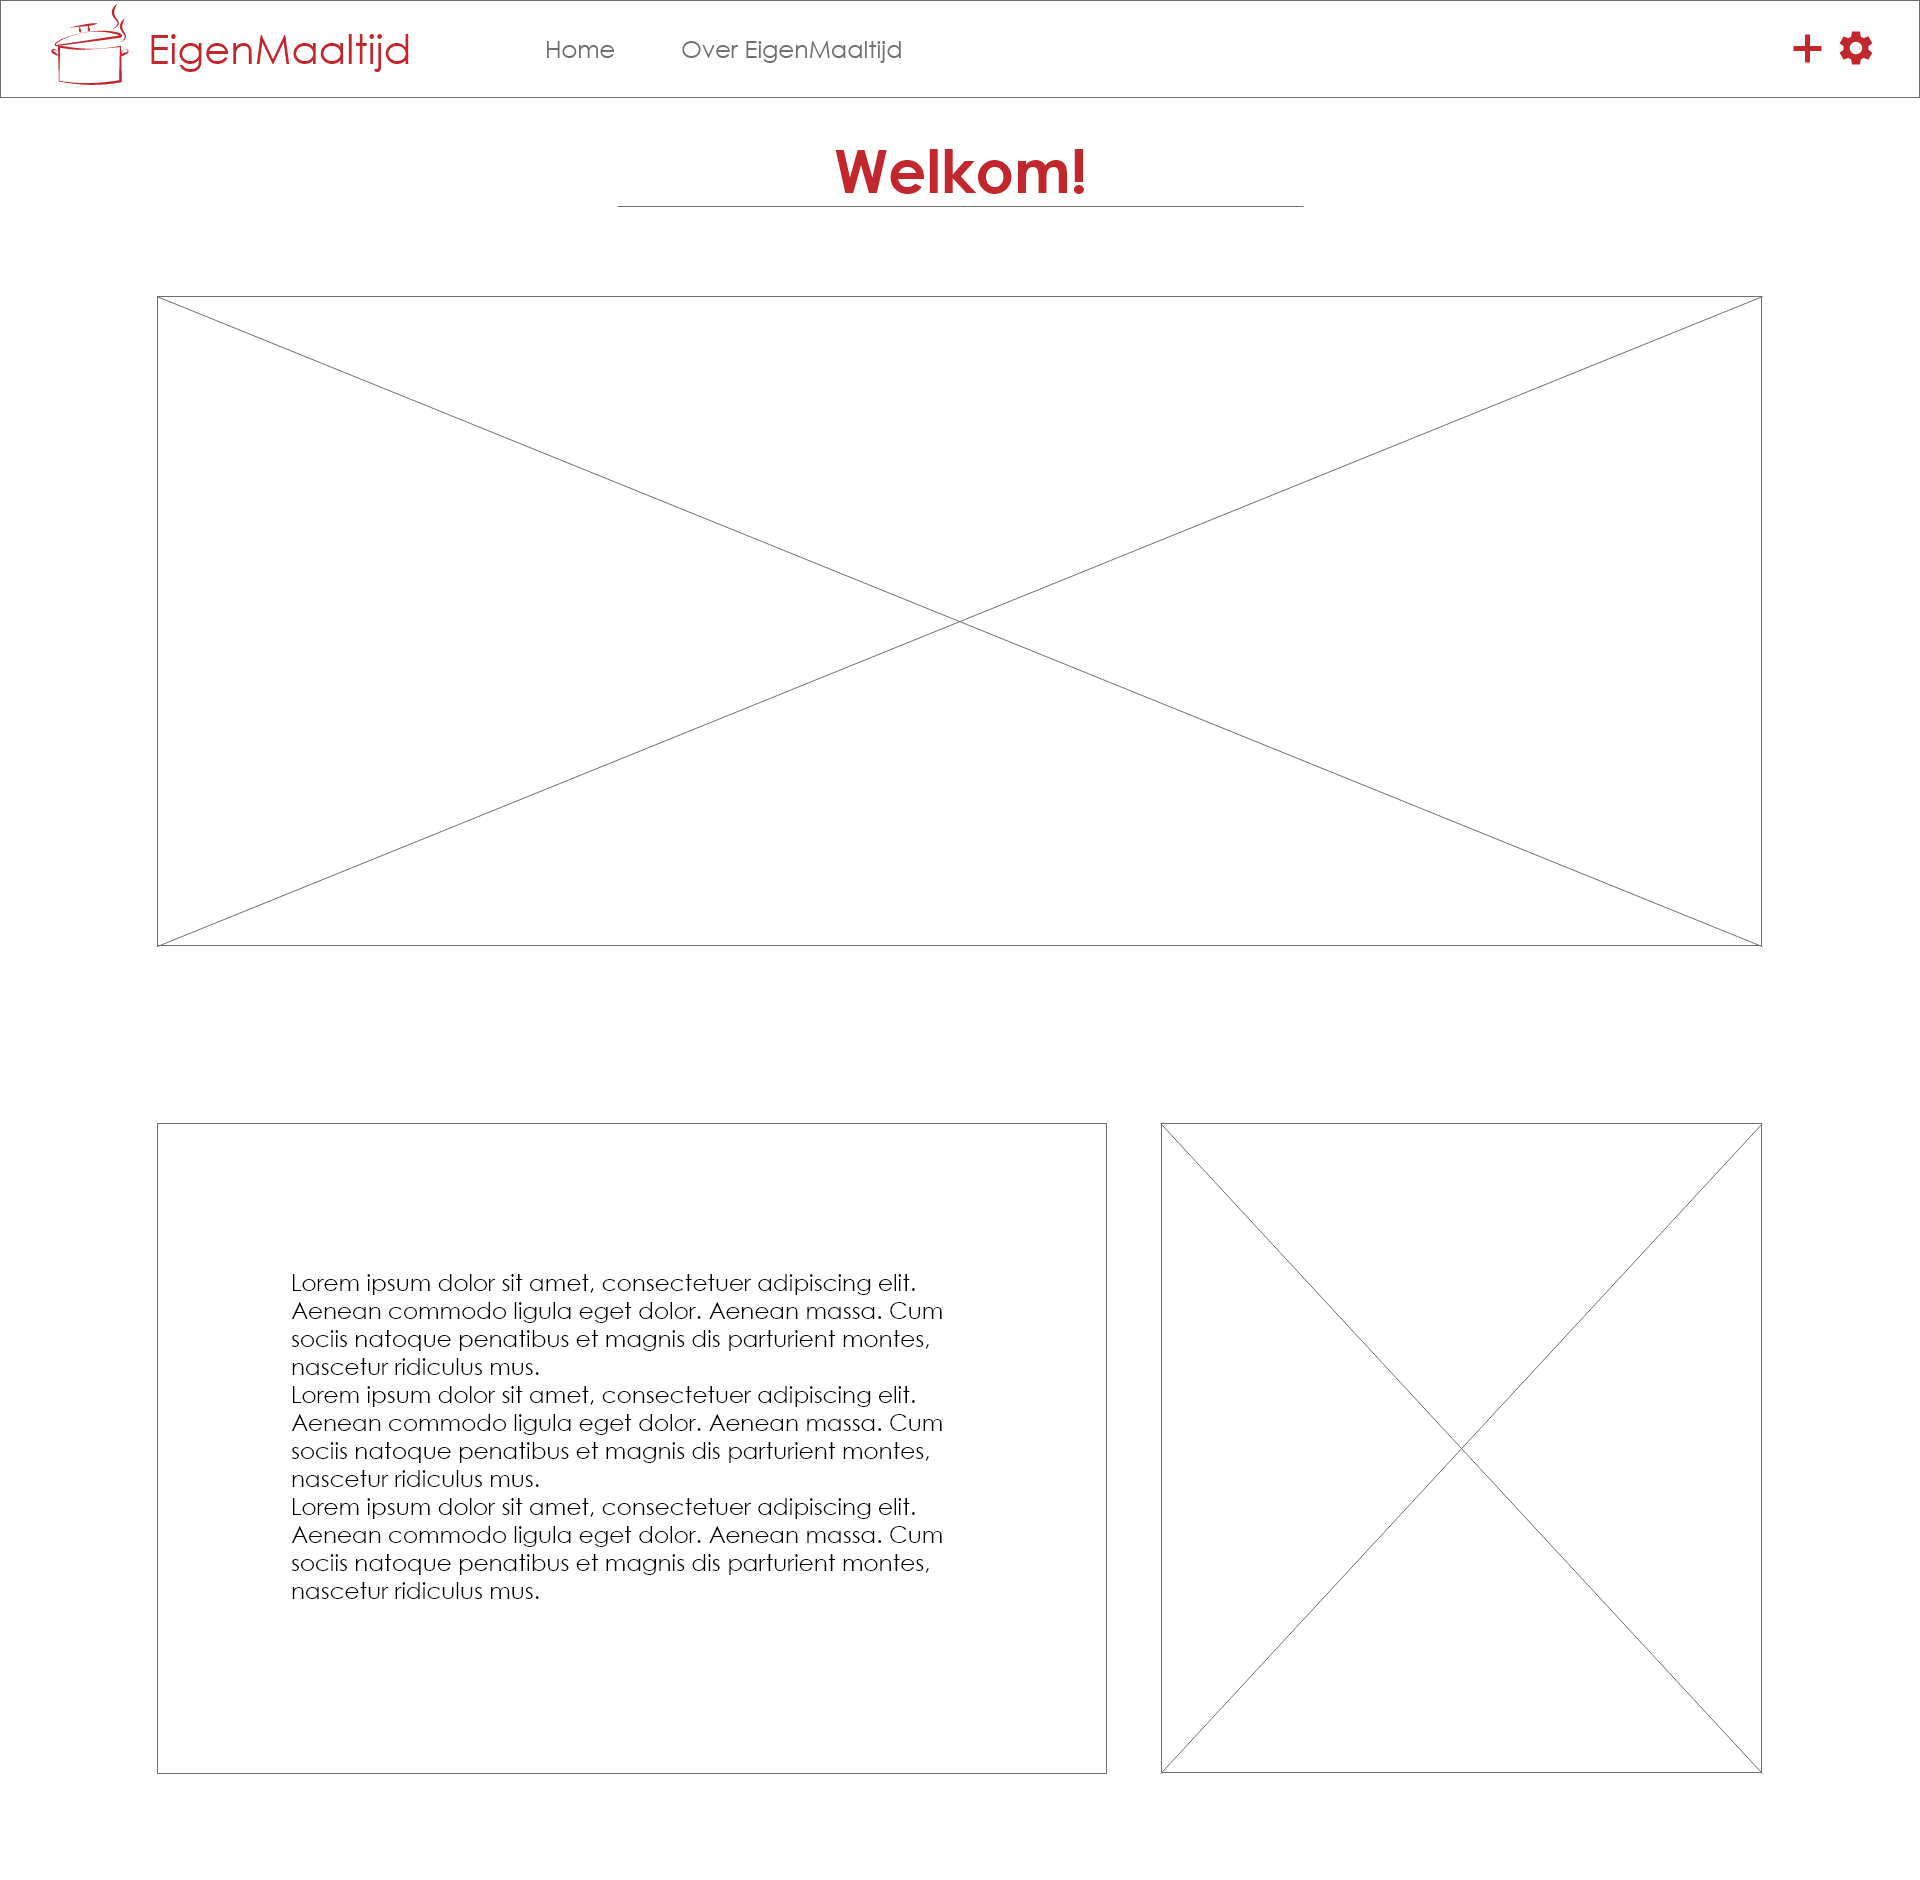 EigenMaaltijd
Home
Over EigenMaaltijd
Welkom!
Lorem ipsum dolor sit amet, consectetuer adipiscing elit.
Aenean commodo ligula eget dolor. Aenean massa. Cum
sociis natoque penatibus et magnis dis parturient montes,
nascetur ridiculus mus.
Lorem ipsum dolor sit amet, consectetuer adipiscing elit.
Aenean commodo ligula eget dolor. Aenean massa. Cum
sociis natoque penatibus et magnis dis parturient montes,
nascetur ridiculus mus.
Lorem ipsum dolor sit amet, consectetuer adipiscing elit.
Aenean commodo ligula eget dolor. Aenean massa. Cum
sociis natoque penatibus et magnis dis parturient montes,
nascetur ridiculus mus.